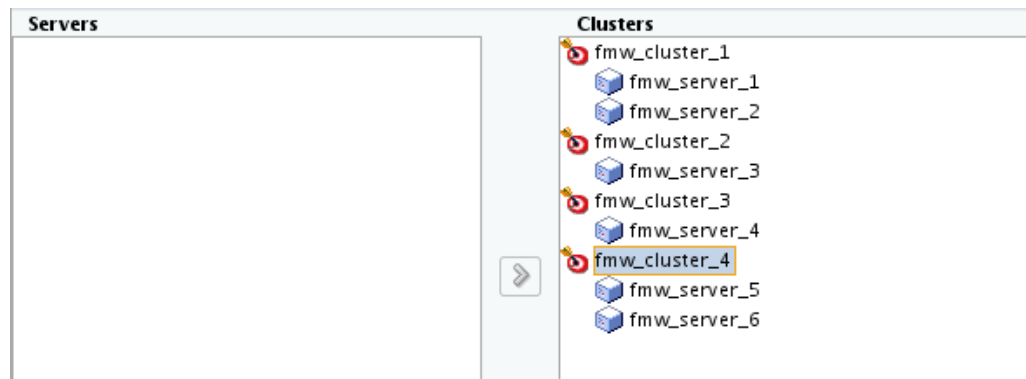 Servers
Clusters
fmw_cluster_1
fmw_server_1
fmw_server_2
fmw_cluster_2
fmw_server_3
fmw_cluster_3
fmw_server_4
fmw_cluster_4
fmw_server_5
fmw_server_6